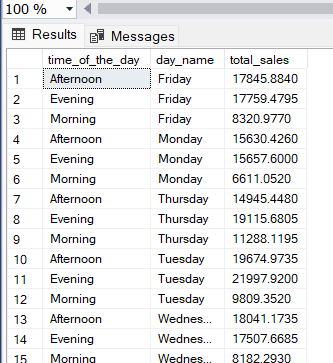 100 %
Results Messages
time_of_the_day day_name total_sales
1 Afternoon Friday 17845.8840
2 Evening Friday 17759.4795
3 Morning Friday 8320.9770
4 Afternoon Monday 15630.4260
5 Evening Monday 15657.6000
6 Morning Monday 6611.0520
7 Afternoon Thursday 14945.4480
8 Evening Thursday 19115.6805
9 Morning Thursday 11288.1195
10 Afternoon Tuesday 19674.9735
11 Evening Tuesday 21997.9200
12 Morning Tuesday 9809.3520
13 Afternoon Wednes... 18041.1735
14 Evening Wednes... 17507.6685
15 Morning Wednes... 8182.2930